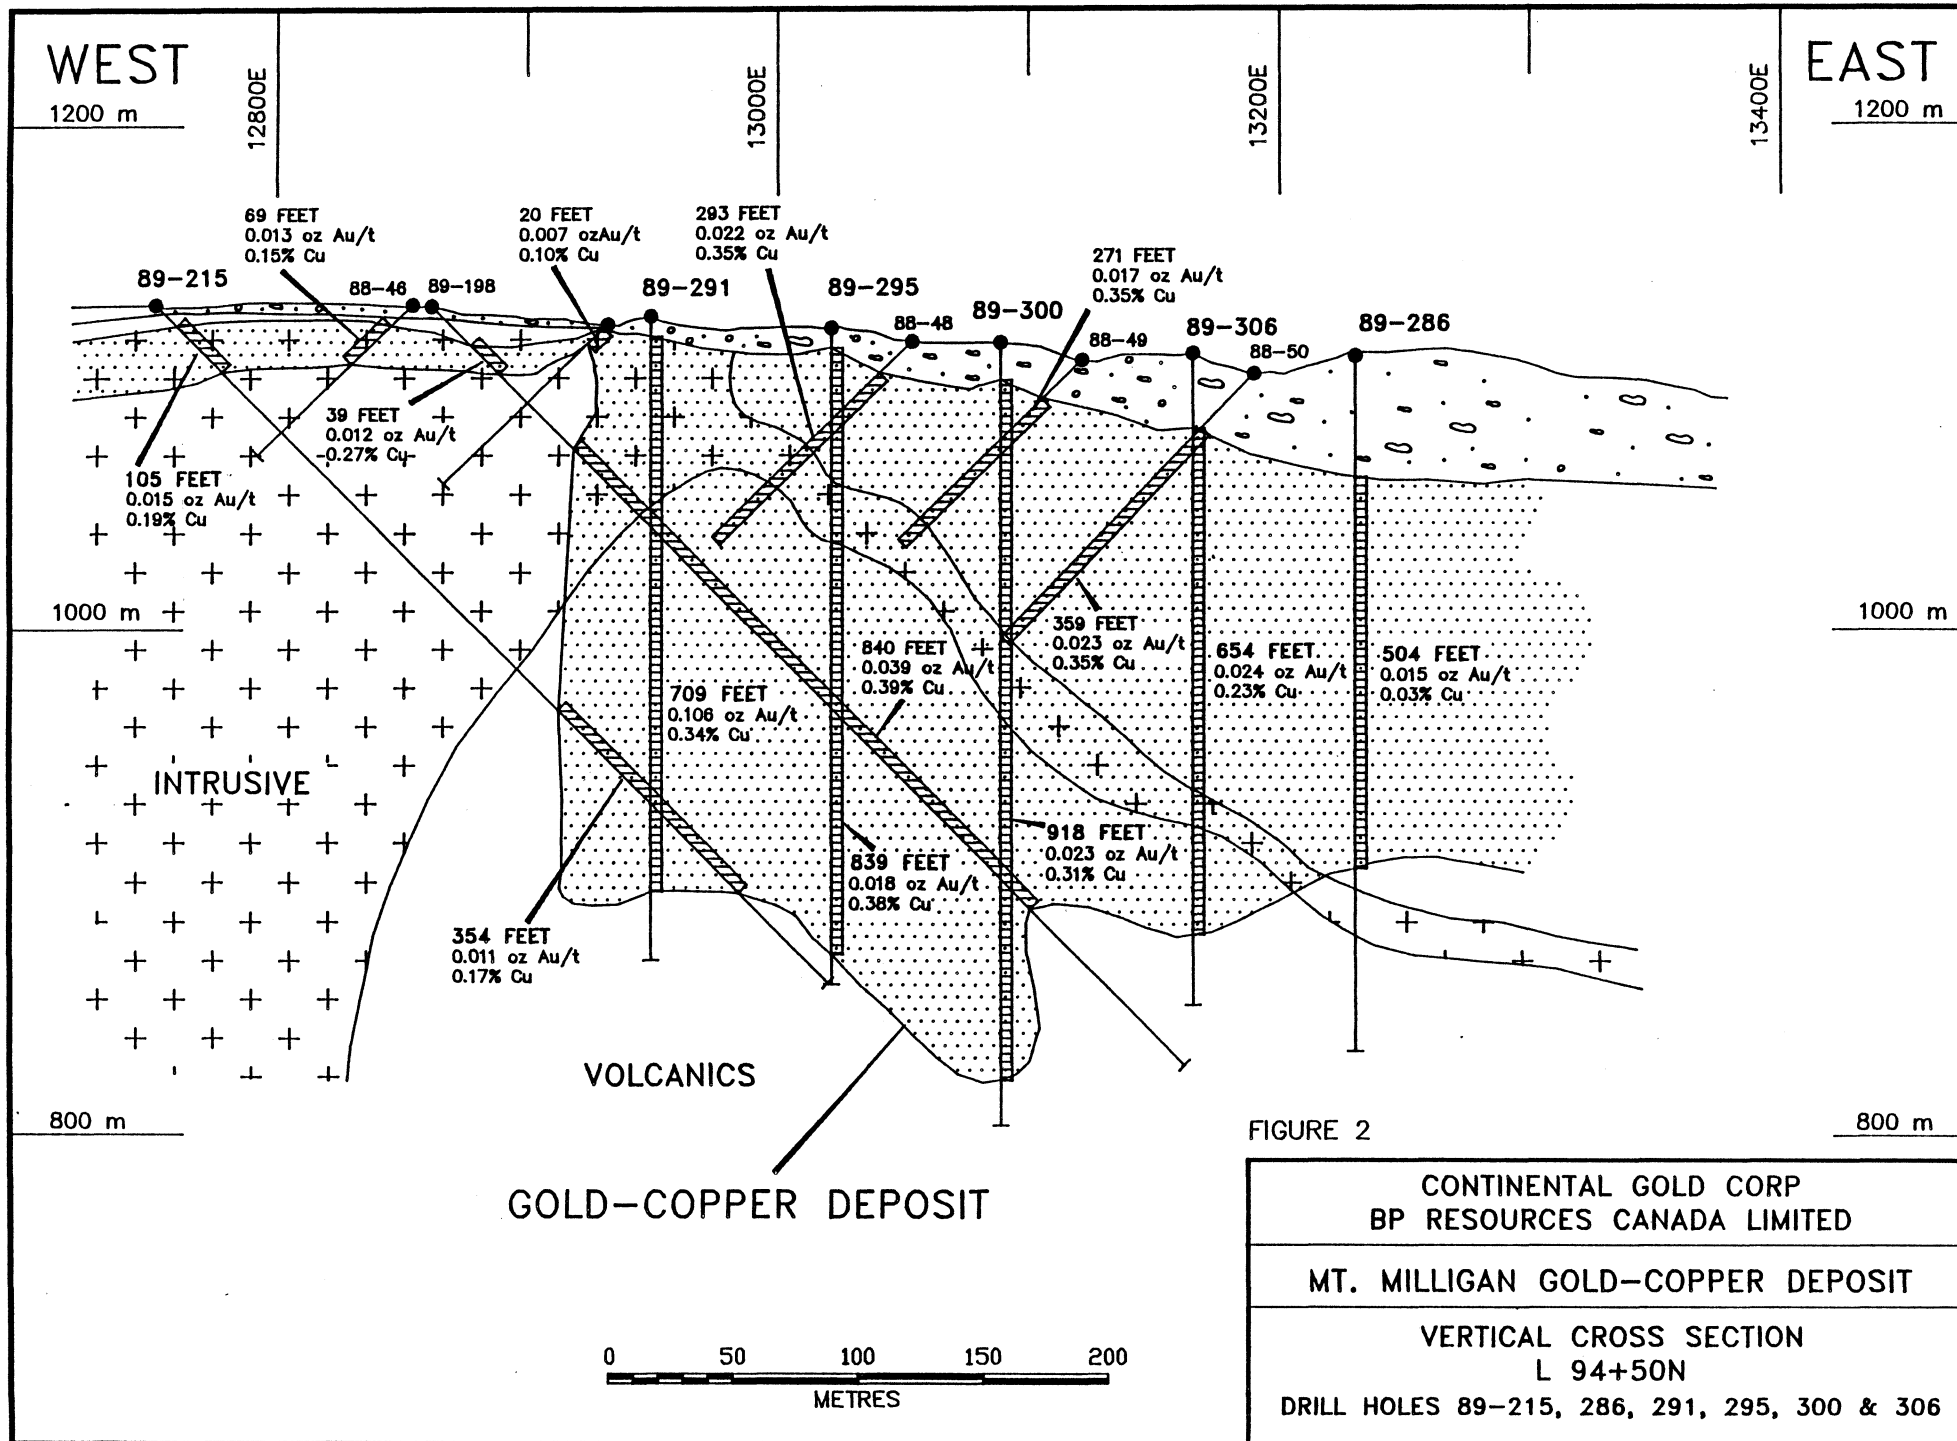 WEST
EAST
1200 m
12800E
13000E
13200E
13400E
1200 m
69 FEET
0.013 oz Au/t
0.15% Cu
20 FEET
0.007 ozAu/t
0.10% Cu
293 FEET
0.022 oz Au/t
0.35% Cu
271 FEET
0.017 oz Au/t
0.35% Cu
89-215
88-46
89-198
89-291
89-295
88-48
89-300
88-49
89-306
88-50
89-286
39 FEET
0.012 oz Au/t
0.27% Cu
105 FEET
0.015 oz Au/t
0.19% Cu
1000 m
1000 m
359 FEET
0.023 oz Au/t
0.35% Cu
840 FEET
0.039 oz Au/t
0.39% Cu
654 FEET
0.024 oz Au/t
0.23% Cu
504 FEET
0.015 oz Au/t
0.03% Cu
709 FEET
0.106 oz Au/t
0.34% Cu
INTRUSIVE
918 FEET
0.023 oz Au/t
0.31% Cu
839 FEET
0.018 oz Au/t
0.38% Cu
354 FEET
0.011 oz Au/t
0.17% Cu
VOLCANICS
800 m
FIGURE 2
800 m
GOLD-COPPER DEPOSIT
CONTINENTAL GOLD CORP
BP RESOURCES CANADA LIMITED
MT. MILLIGAN GOLD-COPPER DEPOSIT
VERTICAL CROSS SECTION
L 94+50N
DRILL HOLES 89-215, 286, 291, 295, 300 & 306
0 50 100 150 200
METRES